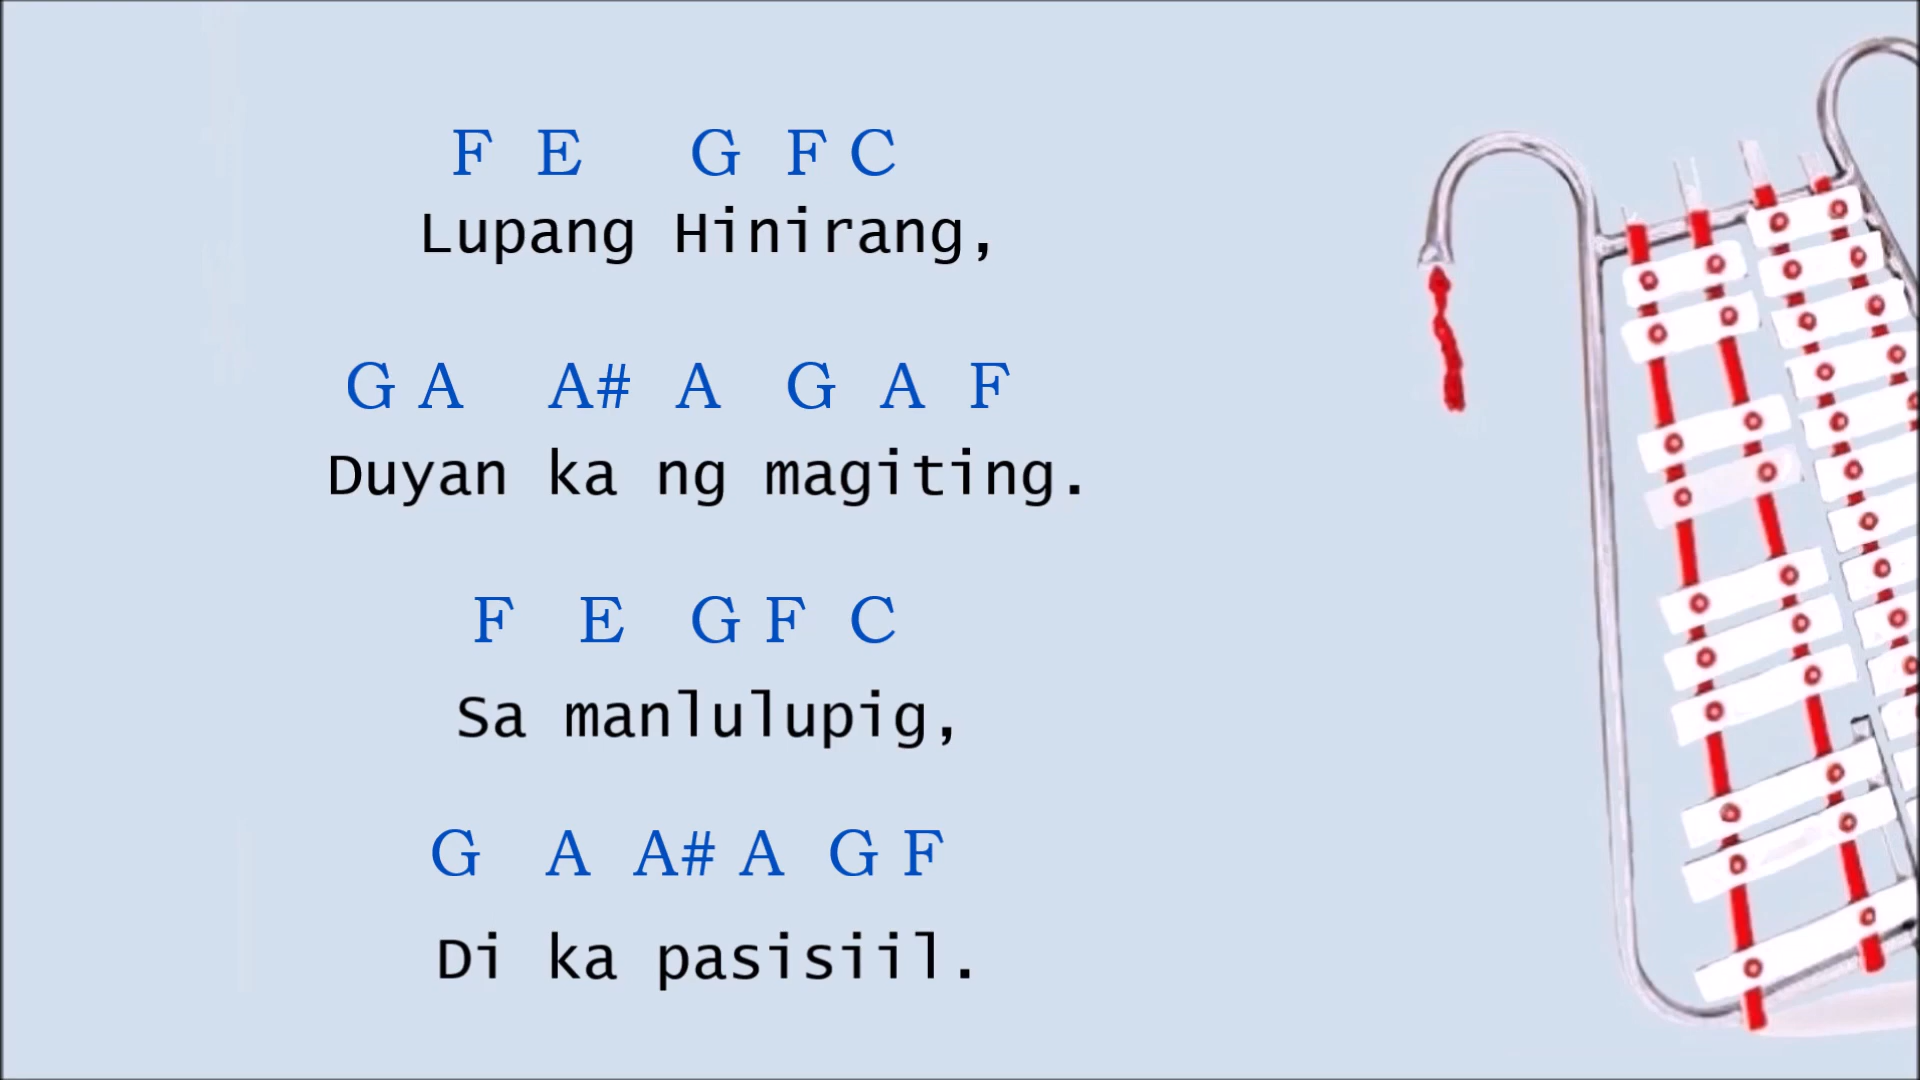 F E G F C
Lupang Hinirang,
G A A# A G A F
Duyan ka ng magiting.
F E G F C
Sa manlulupig,
G A A# A G F
Di ka pasisiil.